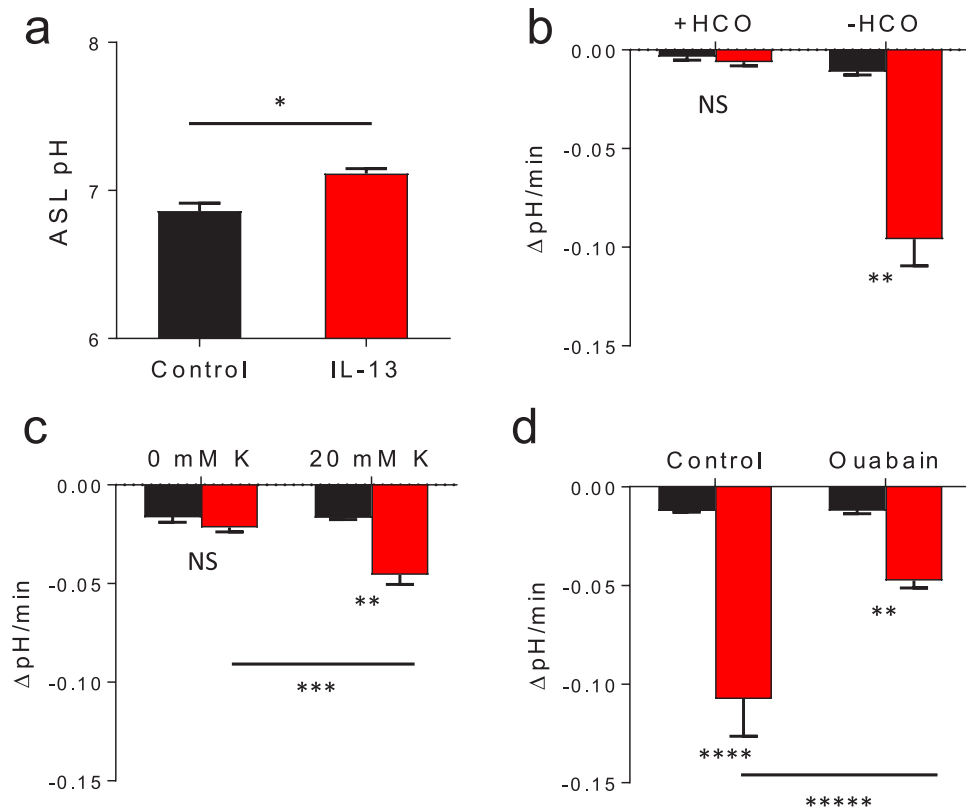 a
8
7
6
ASL pH
*
Control IL-13
b
+HCO -HCO
0.00
-0.05
-0.10
-0.15
ΔpH/min
NS
**
c
0 mM K 20 mM K
0.00
-0.05
-0.10
-0.15
ΔpH/min
NS
**
***
d
Control Ouabain
0.00
-0.05
-0.10
-0.15
ΔpH/min
**
****
*****